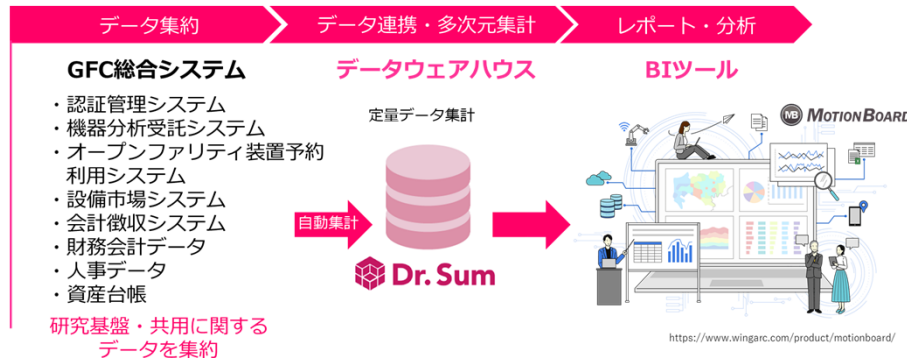 データ集約
データ連携・多次元集計
レポート・分析
GFC総合システム
データウェアハウス
BIツール
・認証管理システム
・機器分析受託システム
・オープンファリティ装置予約
利用システム
・設備市場システム
・会計徴収システム
・財務会計データ
・人事データ
・資産台帳
研究基盤・共用に関する
データを集約
定量データ集計
自動集計
Dr.Sum
MB MOTIONBOARD
https://www.wingarc.com/product/motionboard/